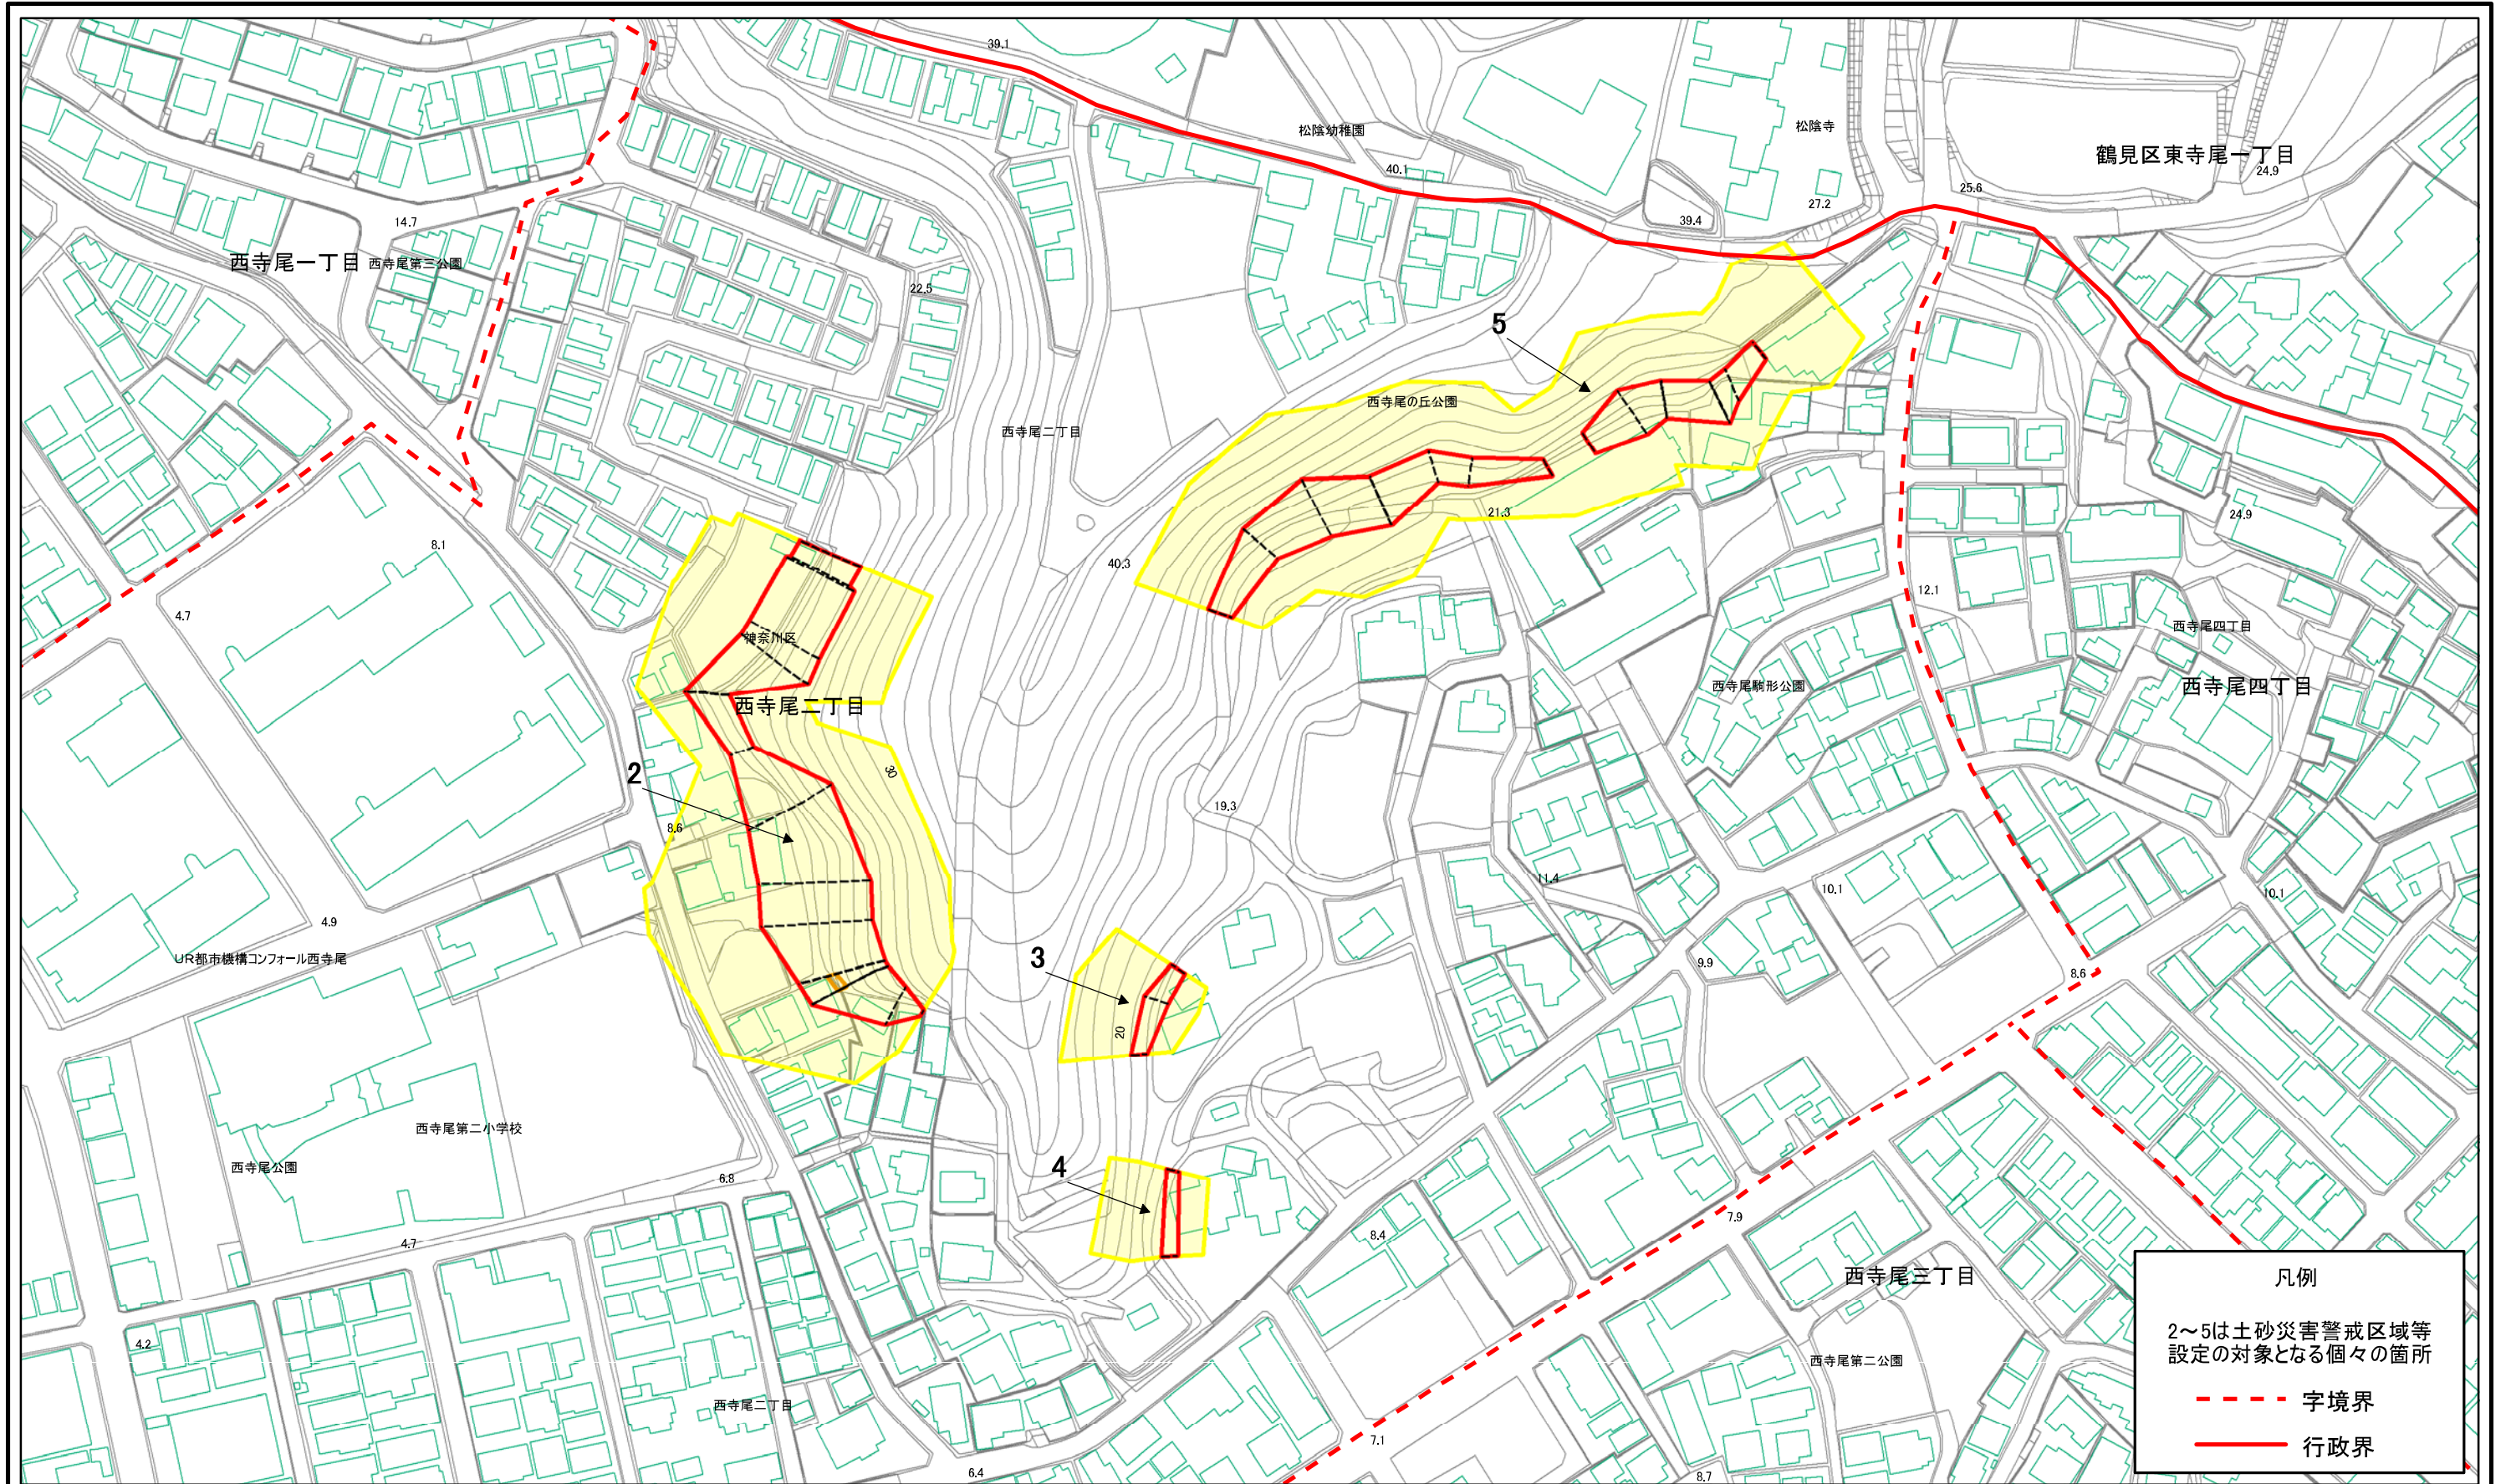 39.1
松陰幼稚園
松陰寺
鶴見区東寺尾一丁目
24.9
40.1
25.6
27.2
39.4
14.7
西寺尾一丁目
西寺尾第三公園
22.5
5
西寺尾の丘公園
西寺尾二丁目
21.3
24.9
8.1
40.3
4.7
12.1
神奈川区
西寺尾四丁目
西寺尾駒形公園
西寺尾四丁目
西寺尾二丁目
2
30
19.3
8.6
11.4
10.1
10.1
4.9
UR都市機構コンフォール西寺尾
3
9.9
8.6
20
西寺尾第二小学校
西寺尾公園
4
6.8
7.9
8.4
4.7
西寺尾三丁目
凡例
2～5は土砂災害警戒区域等
設定の対象となる個々の箇所
字境界
行政界
4.2
西寺尾第二公園
西寺尾二丁目
7.1
6.4
8.7